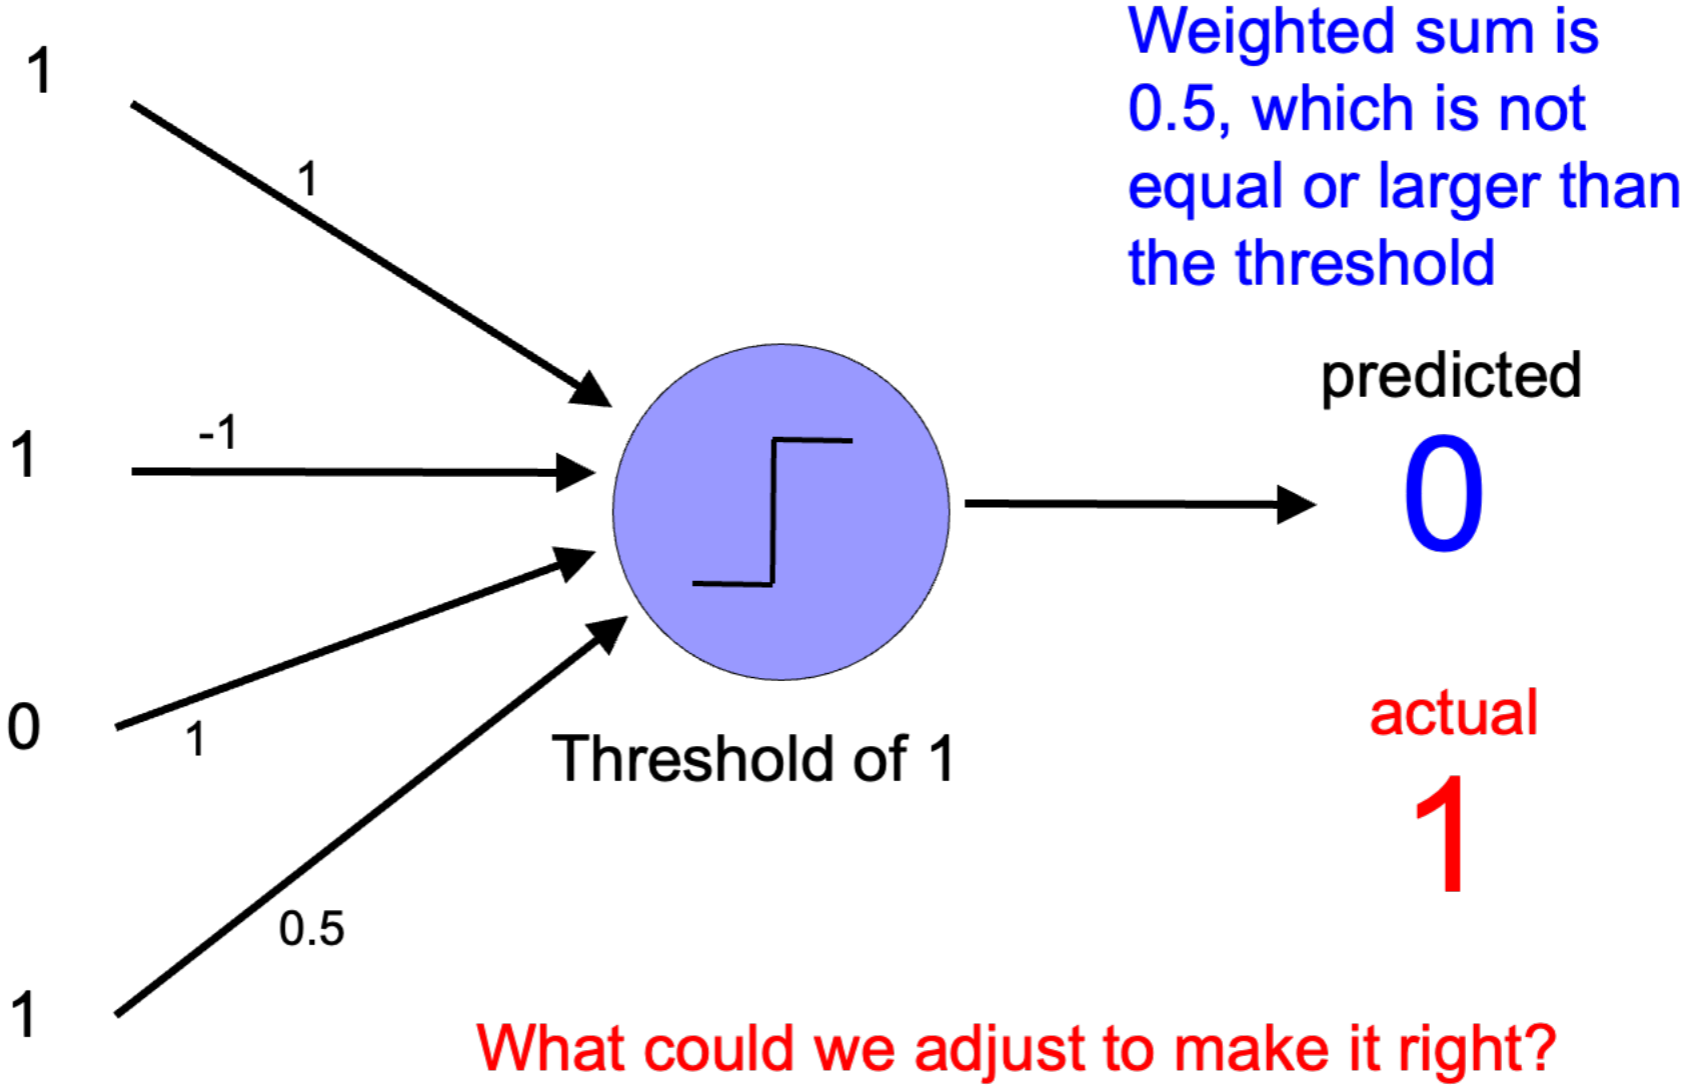 Weighted sum is
0.5, which is not
equal or larger than
the threshold
1
1
1
-1
0
1
1
0.5
Threshold of 1
predicted
0
actual
1
What could we adjust to make it right?